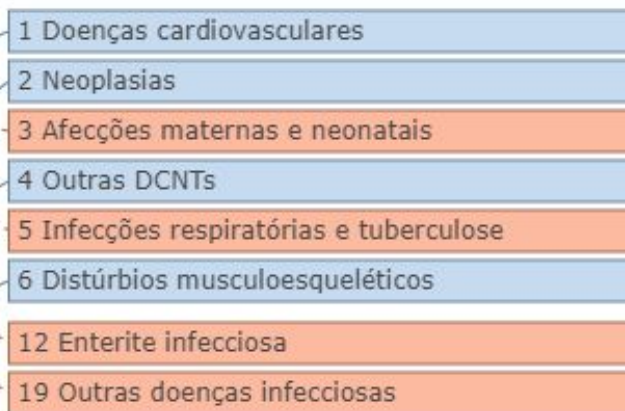 1 Doenças cardiovasculares
2 Neoplasias
3 Afecções maternas e neonatais
4 Outras DCNTs
5 Infecções respiratórias e tuberculose
6 Distúrbios musculoesqueléticos
12 Enterite infecciosa
19 Outras doenças infecciosas